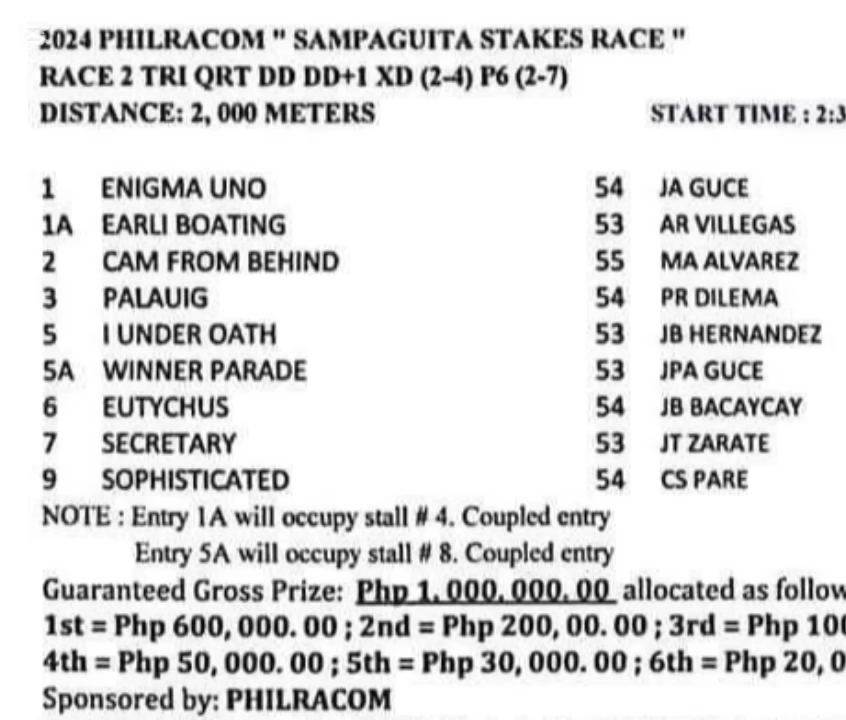 2024 PHILRACOM " SAMPAGUITA STAKES RACE "
RACE 2 TRI QRT DD DD+1 XD (2-4) P6 (2-7)
DISTANCE: 2, 000 METERS START TIME : 2:3
1 ENIGMA UNO 54 JA GUCE
1A EARLI BOATING 53 AR VILLEGAS
2 CAM FROM BEHIND 55 MA ALVAREZ
3 PALAUIG 54 PR DILEMA
5 I UNDER OATH 53 JB HERNANDEZ
5A WINNER PARADE 53 JPA GUCE
6 EUTYCHUS 54 JB BACAYCAY
7 SECRETARY 53 JT ZARATE
9 SOPHISTICATED 54 CS PARE
NOTE : Entry 1A will occupy stall # 4. Coupled entry
Entry 5A will occupy stall # 8. Coupled entry
Guaranteed Gross Prize: Php 1, 000, 000. 00 allocated as follow
1st = Php 600, 000. 00 ; 2nd = Php 200, 00. 00 ; 3rd = Php 100
4th = Php 50, 000. 00 ; 5th = Php 30, 000. 00 ; 6th = Php 20, 0
Sponsored by: PHILRACOM